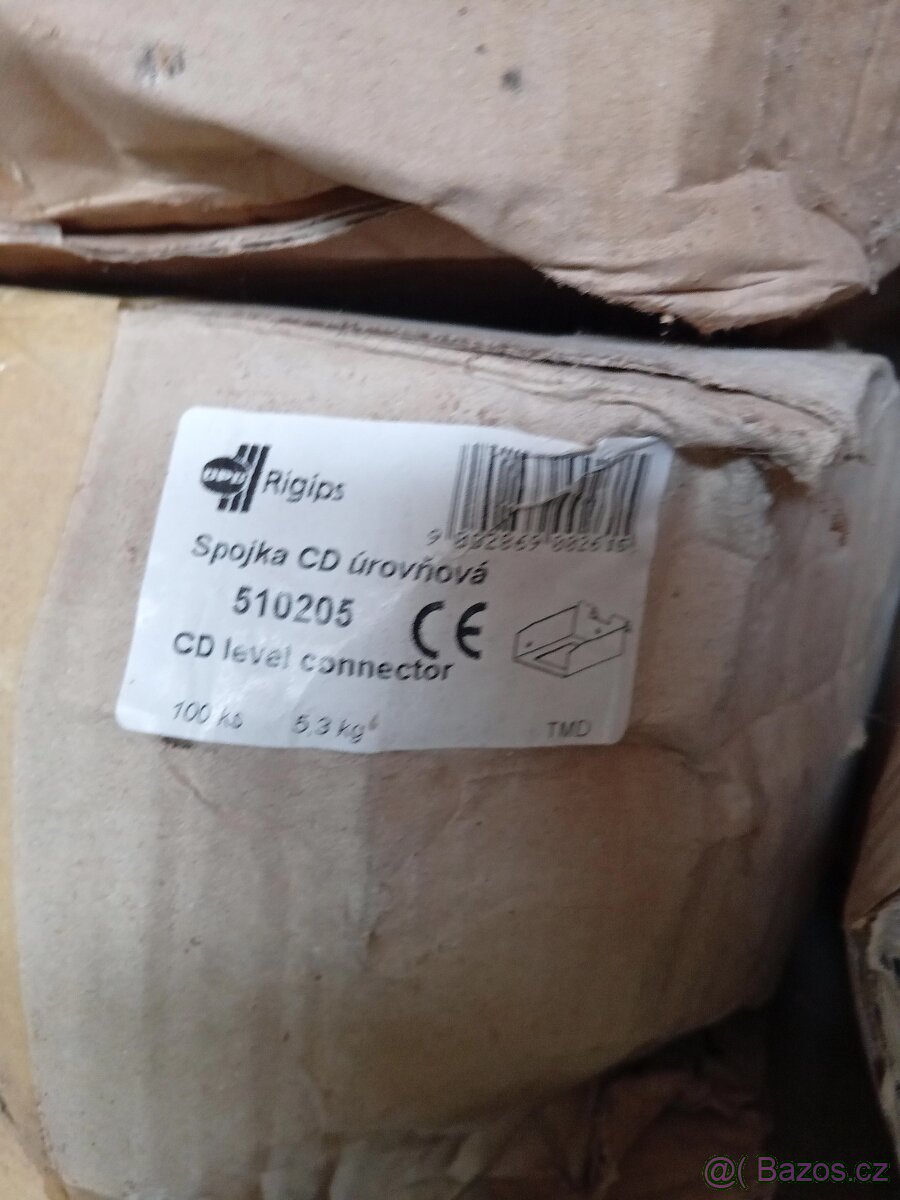 Rigips
Spojka CD úrovňová
510205
CE
CD level connector
100 ks 5,3 kg
TMD
@( Bazos.cz